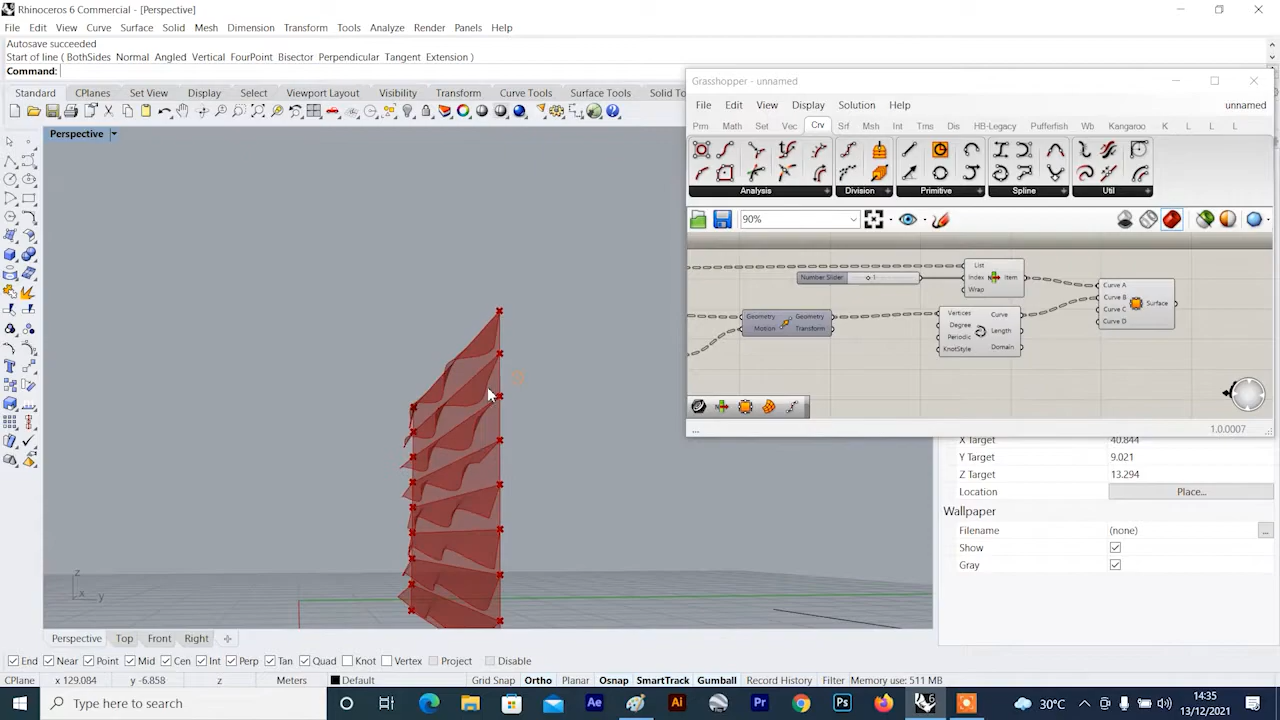 Rhinoceros 6 Commercial - [Perspective]
File Edit View Curve Surface Solid Mesh Dimension Transform Tools Analyze Render Panels Help
Autosave succeeded
Start of line ( BothSides Normal Angled Vertical FourPoint Bisector Perpendicular Tangent Extension )
Command:
Standard CPlanes Set View Display Select Viewport Layout Visibility Transform Curve Tools Surface Tools Solid To
Perspective
Grasshopper - unnamed
File Edit View Display Solution Help unnamed
Prm Math Set Vec Crv Srf Msh Int Trns Dis HB-Legacy Pufferfish Wb Kangaroo K L L L
Analysis Division Primitive Spline Util
90%
Number Slider 1
List
Index
Wrap
Item
Geometry
Motion
Geometry
Transform
Vertices
Degree
Periodic
KnotStyle
Curve
Length
Domain
Curve A
Curve B
Curve C
Curve D
Surface
... 1.0.0007
X Target 40.844
Y Target 9.021
Z Target 13.294
Location Place...
Wallpaper
Filename (none) ...
Show
Gray
z
x y
Perspective Top Front Right
End Near Point Mid Cen Int Perp Tan Quad Knot Vertex Project Disable
CPlane x 129.084 y -6.858 z Meters Default Grid Snap Ortho Planar Osnap SmartTrack Gumball Record History Filter Memory use: 511 MB
Type here to search
Ae Ai Pr Ps 6
30°C
14:35
13/12/2021